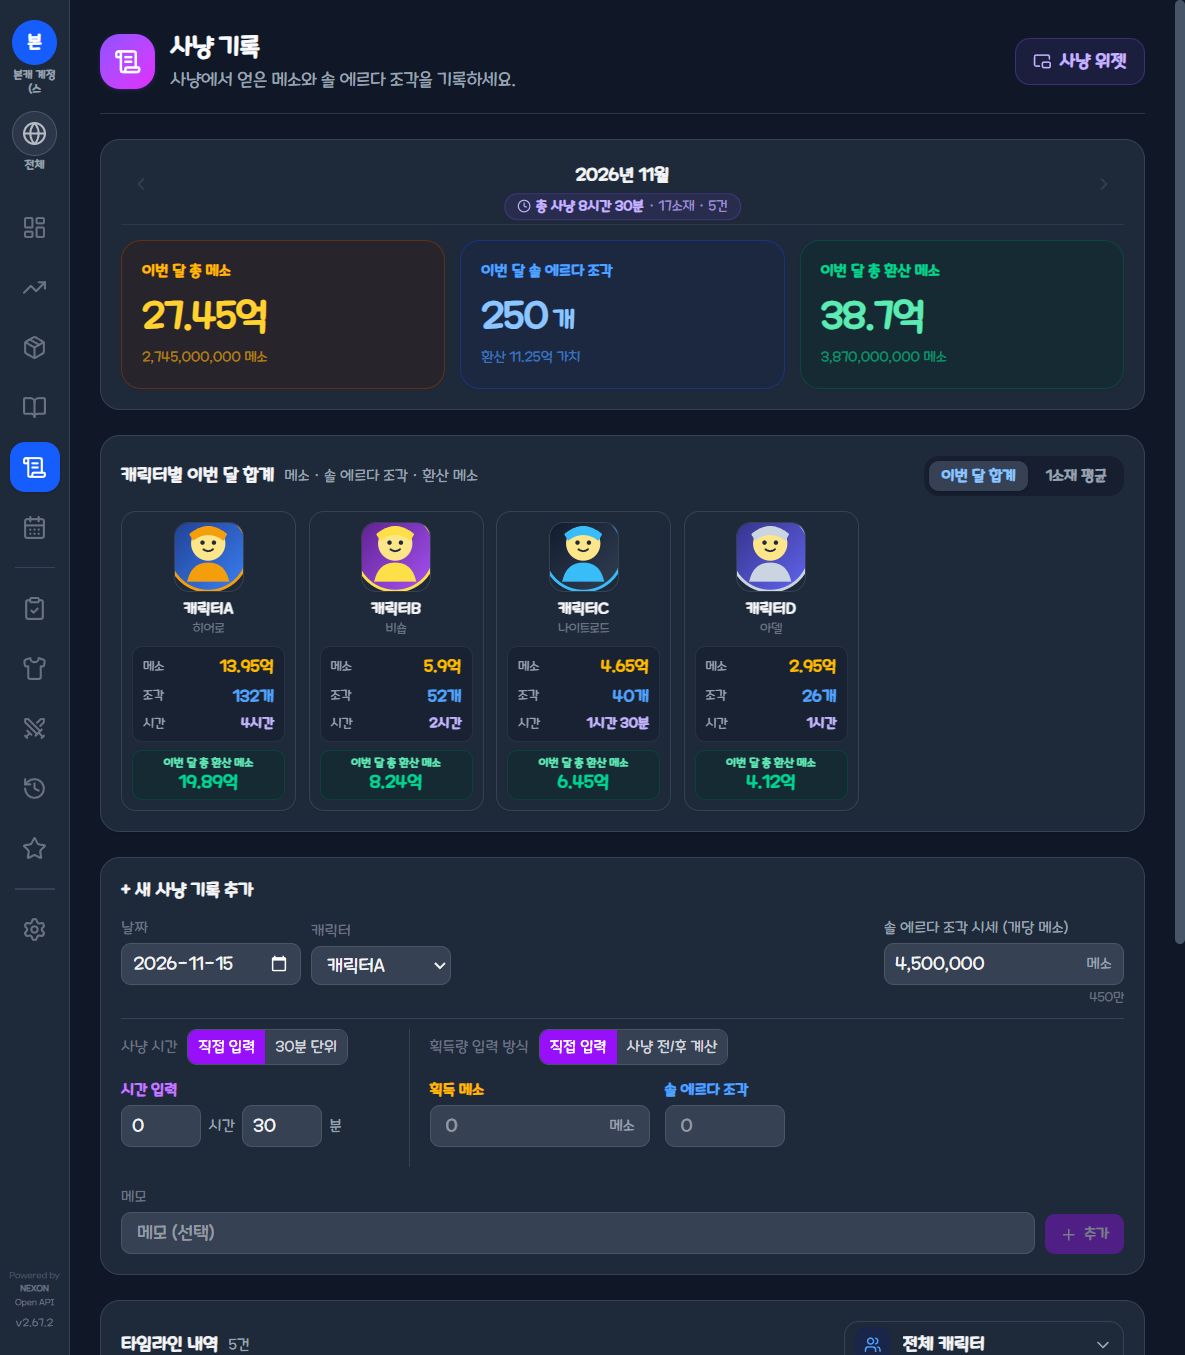 본
본캐 계정
(스
전체
Powered by
NEXON
Open API
v2.67.2
사냥 기록
사냥에서 얻은 메소와 솔 에르다 조각을 기록하세요.
사냥 위젯
2026년 11월
총 사냥 8시간 30분 · 17소재 · 5건
이번 달 총 메소
27.45억
2,745,000,000 메소
이번 달 솔 에르다 조각
250 개
환산 11.25억 가치
이번 달 총 환산 메소
38.7억
3,870,000,000 메소
캐릭터별 이번 달 합계 메소 · 솔 에르다 조각 · 환산 메소
이번 달 합계 1소재 평균
캐릭터A
히어로
메소 13.95억
조각 132개
시간 4시간
이번 달 총 환산 메소
19.89억
캐릭터B
비숍
메소 5.9억
조각 52개
시간 2시간
이번 달 총 환산 메소
8.24억
캐릭터C
나이트로드
메소 4.65억
조각 40개
시간 1시간 30분
이번 달 총 환산 메소
6.45억
캐릭터D
아델
메소 2.95억
조각 26개
시간 1시간
이번 달 총 환산 메소
4.12억
+ 새 사냥 기록 추가
날짜
2026-11-15
캐릭터
캐릭터A
솔 에르다 조각 시세 (개당 메소)
4,500,000 메소
450만
사냥 시간 직접 입력 30분 단위
시간 입력
0 시간 30 분
획득량 입력 방식 직접 입력 사냥 전/후 계산
획득 메소
0 메소
솔 에르다 조각
0
메모
메모 (선택)
+ 추가
타임라인 내역 5건
전체 캐릭터